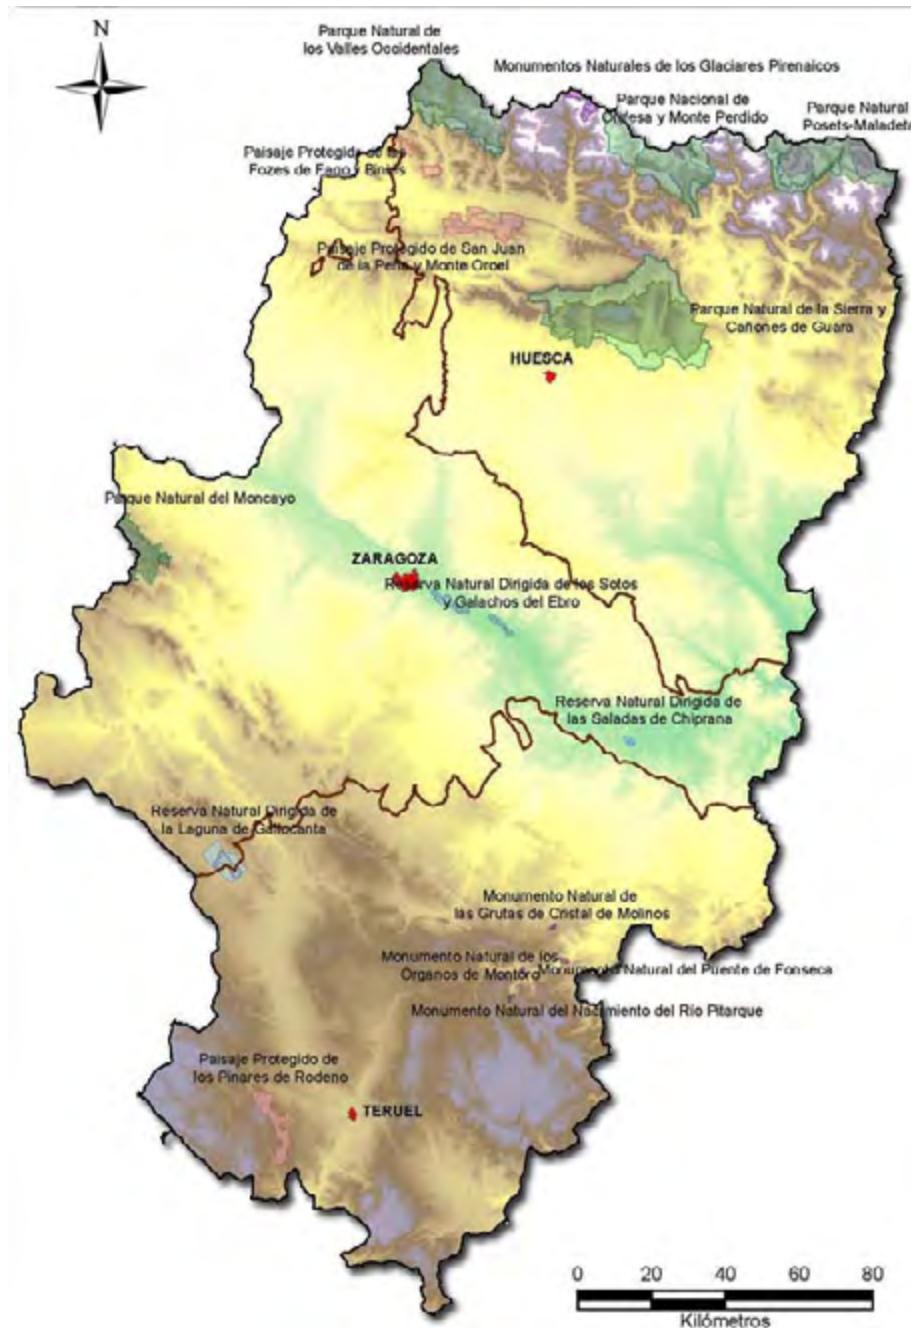 N
Parque Natural de
los Valles Occidentales
Monumentos Naturales de los Glaciares Pirenaicos
Parque Nacional de
Ordesa y Monte Perdido
Parque Natural
Posets-Maladeta
Paisaje Protegido de las
Fozes de Fago y Biniés
Paisaje Protegido de San Juan
de la Peña y Monte Oroel
Parque Natural de la Sierra y
Cañones de Guara
HUESCA
Parque Natural del Moncayo
ZARAGOZA
Reserva Natural Dirigida de los Sotos
y Galachos del Ebro
Reserva Natural Dirigida de
las Saladas de Chiprana
Reserva Natural Dirigida de
la Laguna de Gallocanta
Monumento Natural de
las Grutas de Cristal de Molinos
Monumento Natural de los
Órganos de Montoro
Monumento Natural del Puente de Fonseca
Monumento Natural del Nacimiento del Río Pitarque
Paisaje Protegido de
los Pinares de Rodeno
TERUEL
0 20 40 60 80
Kilómetros